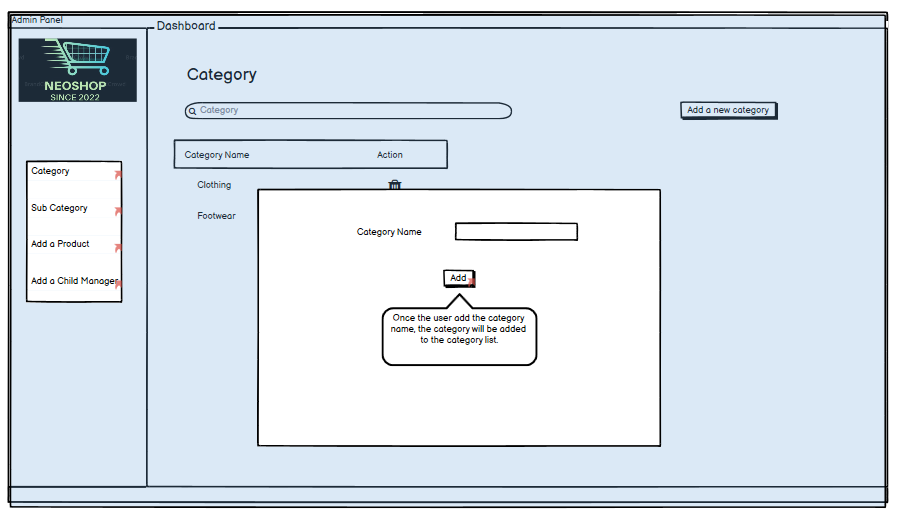 Admin Panel
Dashboard
NEOSHOP
SINCE 2022
Category
Category
Add a new category
Category Name
Action
Clothing
Footwear
Category
Sub Category
Add a Product
Add a Child Manager
Category Name
Add
Once the user add the category
name, the category will be added
to the category list.